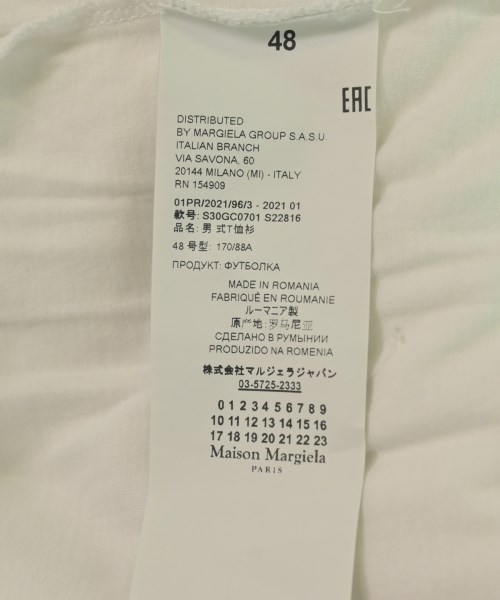 48
EAC
DISTRIBUTED
BY MARGIELA GROUP S.A.S.U.
ITALIAN BRANCH
VIA SAVONA, 60
20144 MILANO (MI) - ITALY
RN 154909
01PR/2021/96/3 - 2021 01
款号: S30GC0701 S22816
品名: 男 式T恤衫
48 号型: 170/88A
ПРОДУКТ: ФУТБОЛКА
MADE IN ROMANIA
FABRIQUÉ EN ROUMANIE
ルーマニア製
原产地: 罗马尼亚
СДЕЛАНО В РУМЫНИИ
PRODUZIDO NA ROMENIA
株式会社マルジェラジャパン
03-5725-2333
0 1 2 3 4 5 6 7 8 9
10 11 12 13 14 15 16
17 18 19 20 21 22 23
Maison Margiela
PARIS